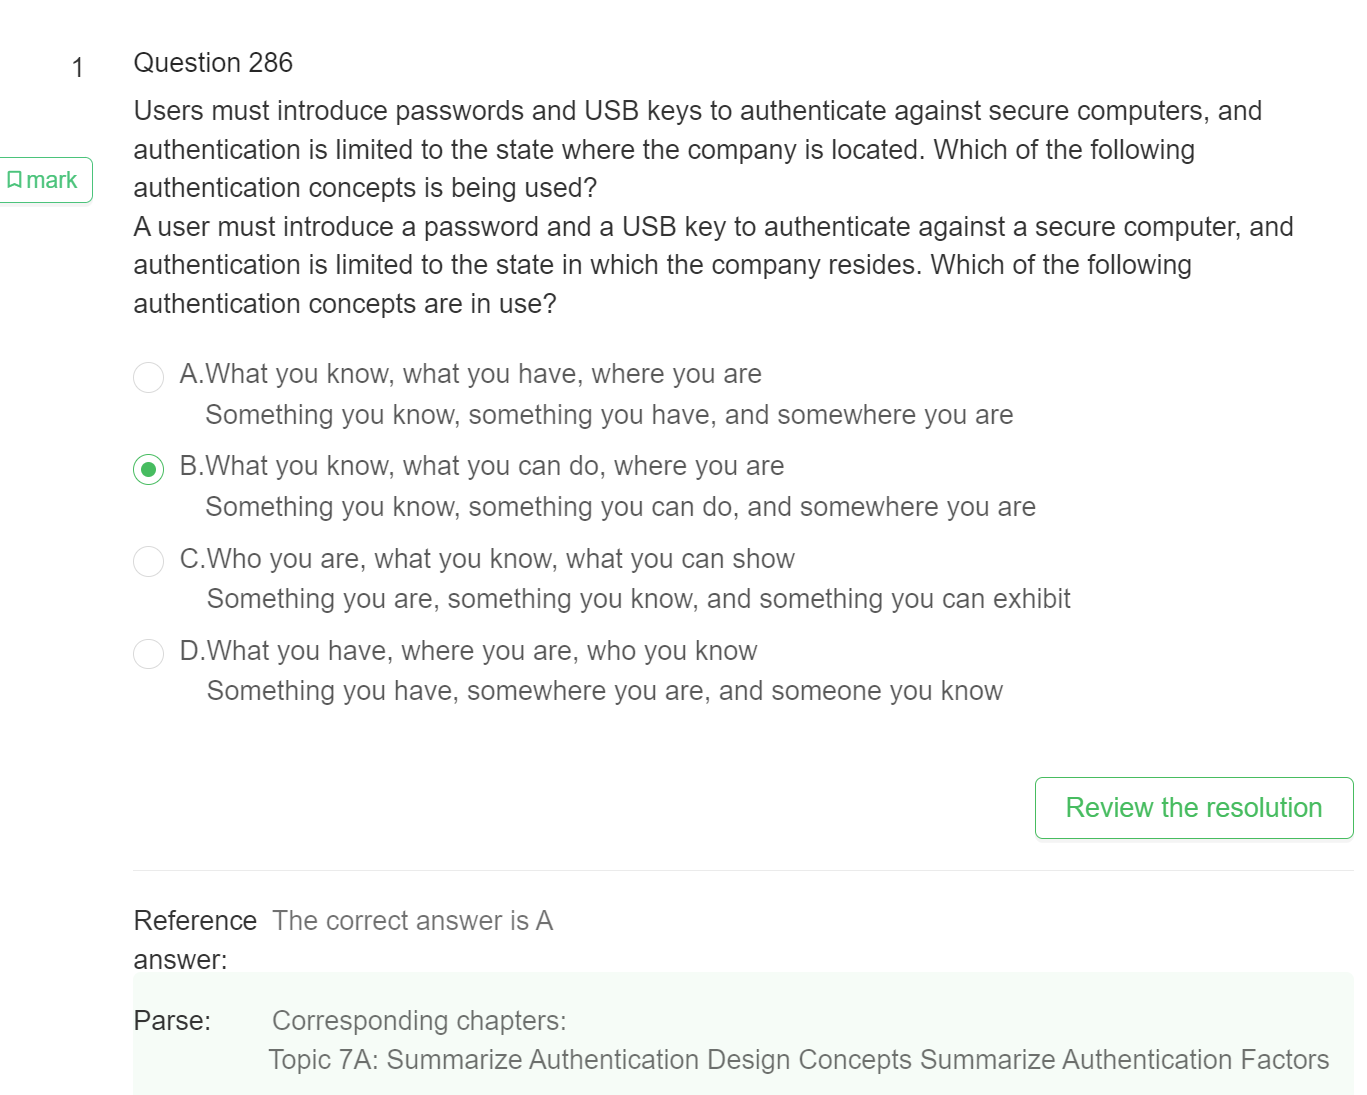 1
Question 286
Users must introduce passwords and USB keys to authenticate against secure computers, and
authentication is limited to the state where the company is located. Which of the following
mark
authentication concepts is being used?
A user must introduce a password and a USB key to authenticate against a secure computer, and
authentication is limited to the state in which the company resides. Which of the following
authentication concepts are in use?
A.What you know, what you have, where you are
Something you know, something you have, and somewhere you are
B.What you know, what you can do, where you are
Something you know, something you can do, and somewhere you are
C.Who you are, what you know, what you can show
Something you are, something you know, and something you can exhibit
D.What you have, where you are, who you know
Something you have, somewhere you are, and someone you know
Review the resolution
Reference The correct answer is A
answer:
Parse: Corresponding chapters:
Topic 7A: Summarize Authentication Design Concepts Summarize Authentication Factors